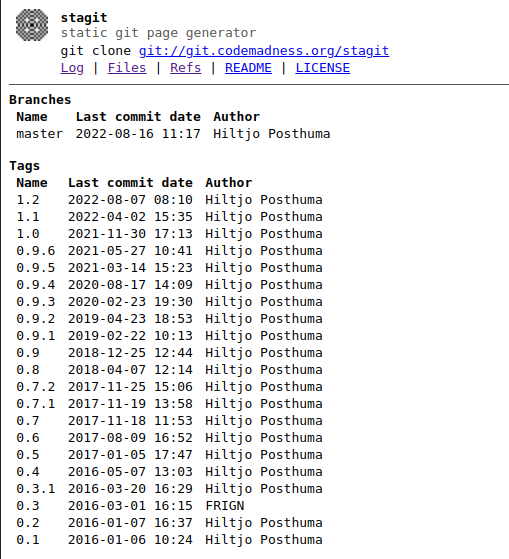 stagit
static git page generator
git clone git://git.codemadness.org/stagit
Log | Files | Refs | README | LICENSE
Branches
Name Last commit date Author
master 2022-08-16 11:17 Hiltjo Posthuma
Tags
Name Last commit date Author
1.2 2022-08-07 08:10 Hiltjo Posthuma
1.1 2022-04-02 15:35 Hiltjo Posthuma
1.0 2021-11-30 17:13 Hiltjo Posthuma
0.9.6 2021-05-27 10:41 Hiltjo Posthuma
0.9.5 2021-03-14 15:23 Hiltjo Posthuma
0.9.4 2020-08-17 14:09 Hiltjo Posthuma
0.9.3 2020-02-23 19:30 Hiltjo Posthuma
0.9.2 2019-04-23 18:53 Hiltjo Posthuma
0.9.1 2019-02-22 10:13 Hiltjo Posthuma
0.9 2018-12-25 12:44 Hiltjo Posthuma
0.8 2018-04-07 12:14 Hiltjo Posthuma
0.7.2 2017-11-25 15:06 Hiltjo Posthuma
0.7.1 2017-11-19 13:58 Hiltjo Posthuma
0.7 2017-11-18 11:53 Hiltjo Posthuma
0.6 2017-08-09 16:52 Hiltjo Posthuma
0.5 2017-01-05 17:47 Hiltjo Posthuma
0.4 2016-05-07 13:03 Hiltjo Posthuma
0.3.1 2016-03-20 16:29 Hiltjo Posthuma
0.3 2016-03-01 16:15 FRIGN
0.2 2016-01-07 16:37 Hiltjo Posthuma
0.1 2016-01-06 10:24 Hiltjo Posthuma